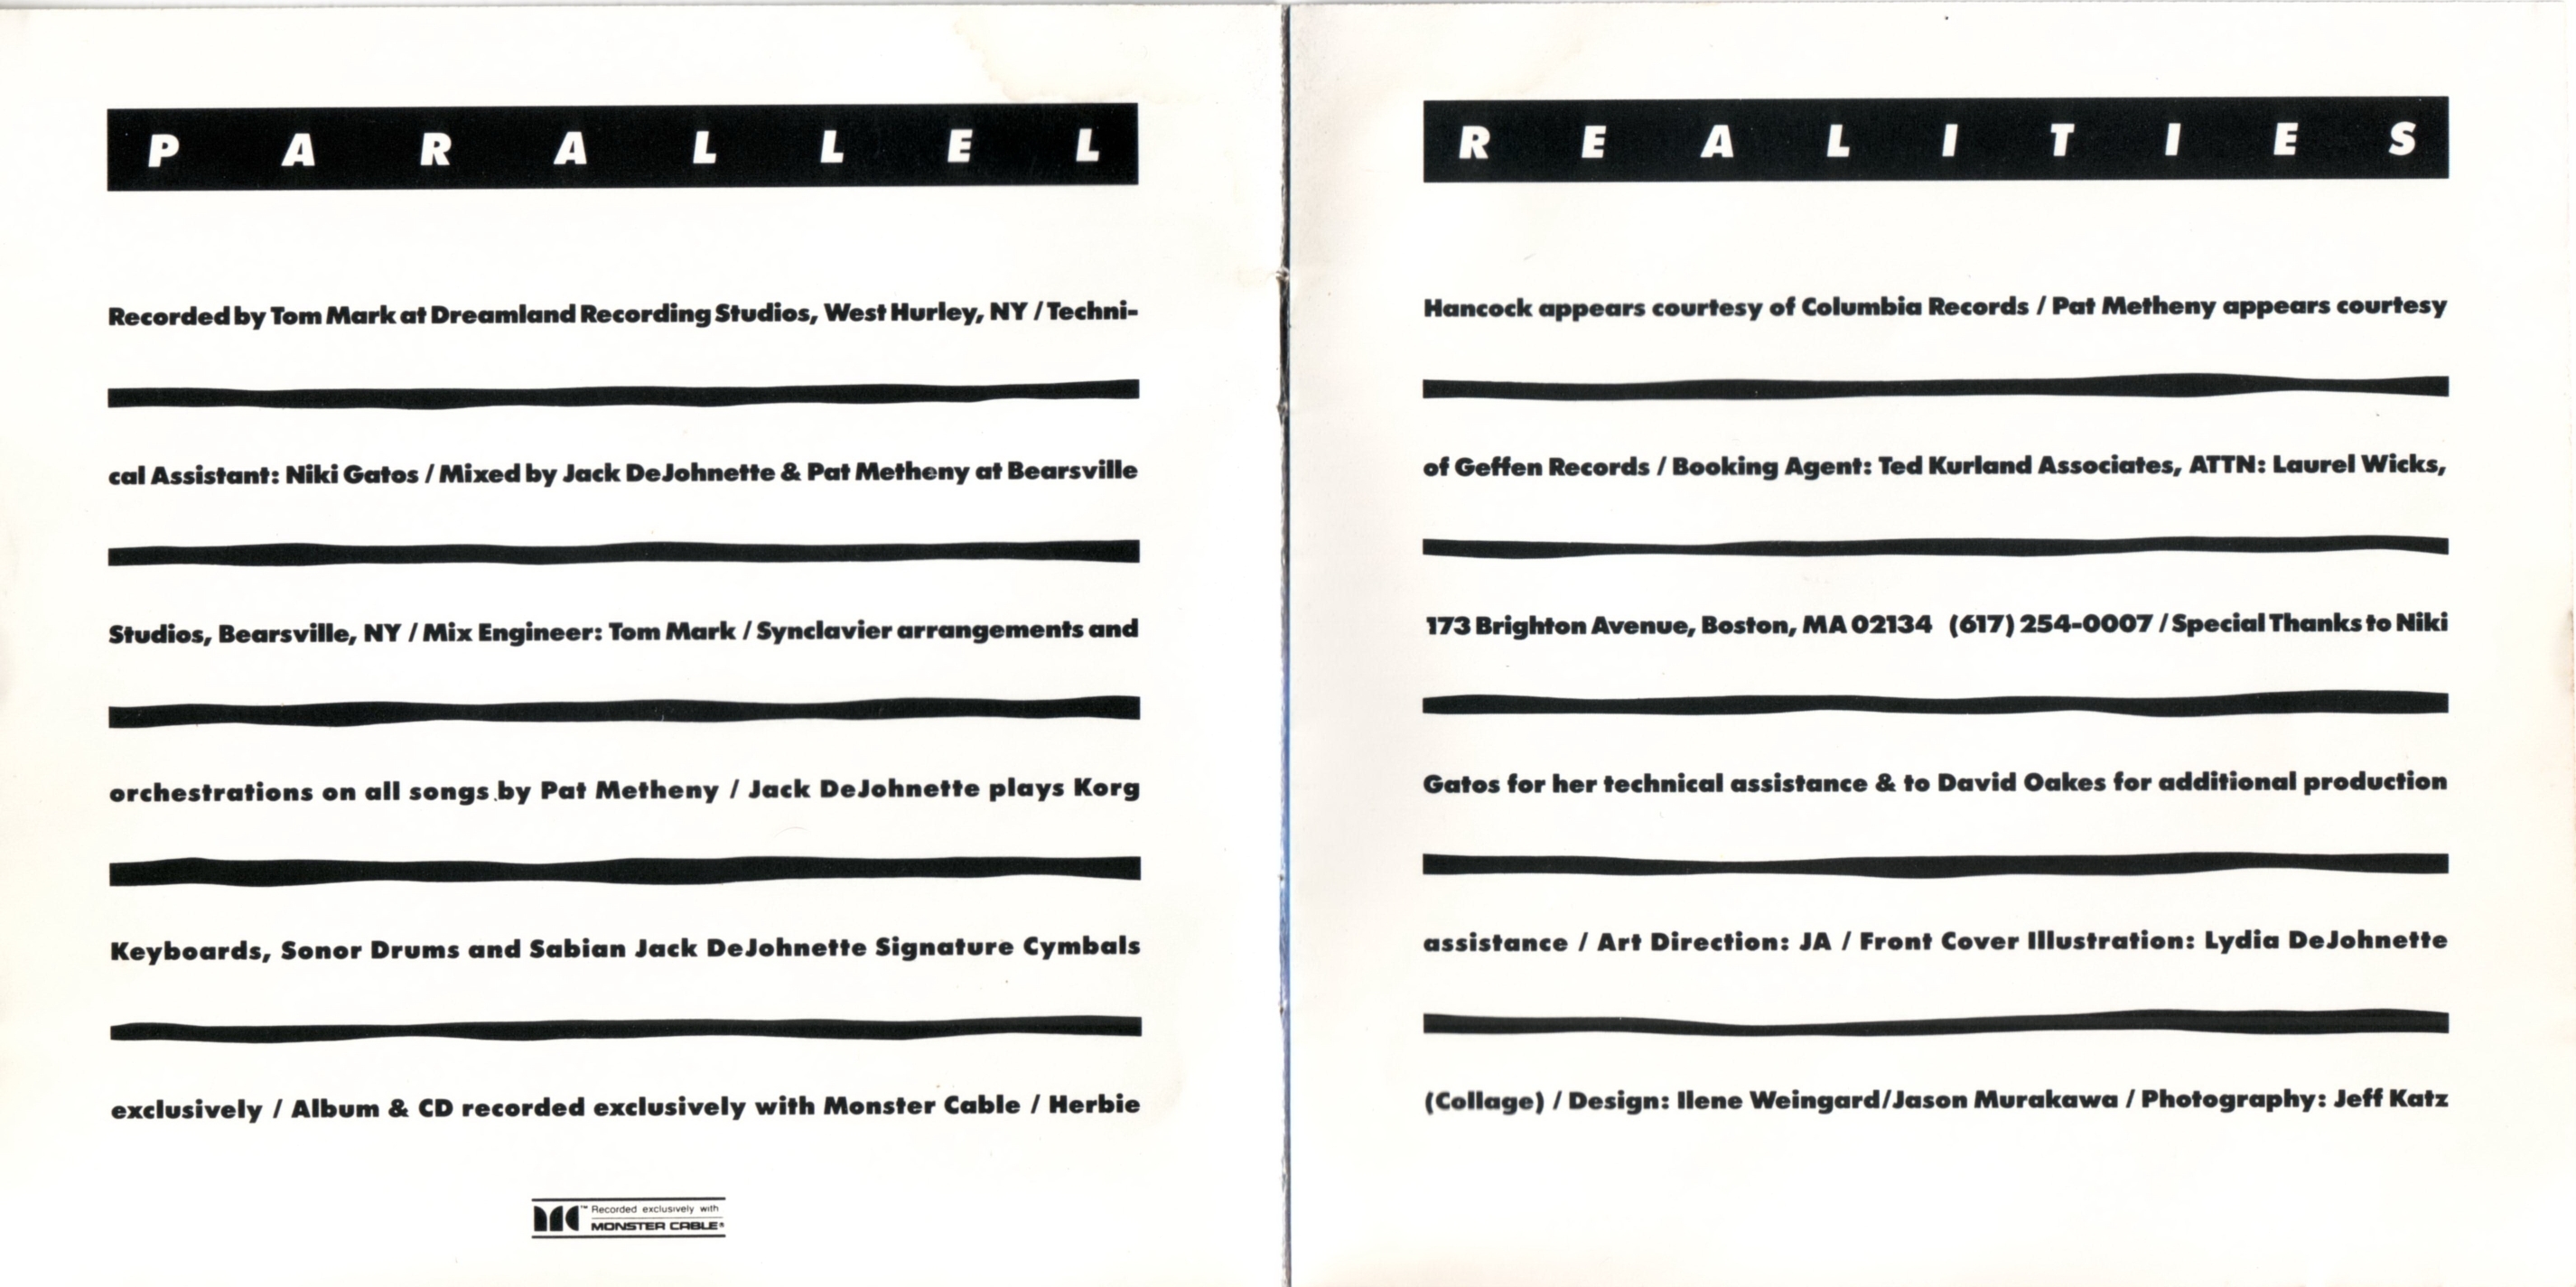 PARALLEL
Recorded by Tom Mark at Dreamland Recording Studios, West Hurley, NY / Techni-
cal Assistant: Niki Gatos / Mixed by Jack DeJohnette & Pat Metheny at Bearsville
Studios, Bearsville, NY / Mix Engineer: Tom Mark / Synclavier arrangements and
orchestrations on all songs by Pat Metheny / Jack DeJohnette plays Korg
Keyboards, Sonor Drums and Sabian Jack DeJohnette Signature Cymbals
exclusively / Album & CD recorded exclusively with Monster Cable / Herbie
MC™ Recorded exclusively with
MONSTER CABLE®
REALITIES
Hancock appears courtesy of Columbia Records / Pat Metheny appears courtesy
of Geffen Records / Booking Agent: Ted Kurland Associates, ATTN: Laurel Wicks,
173 Brighton Avenue, Boston, MA 02134 (617) 254-0007 / Special Thanks to Niki
Gatos for her technical assistance & to David Oakes for additional production
assistance / Art Direction: JA / Front Cover Illustration: Lydia DeJohnette
(Collage) / Design: Ilene Weingard/Jason Murakawa / Photography: Jeff Katz